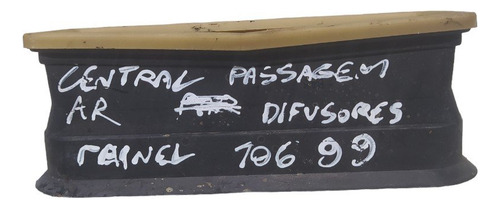 CENTRAL PASSAGEM
AR DIFUSORES
PAINEL 106 99